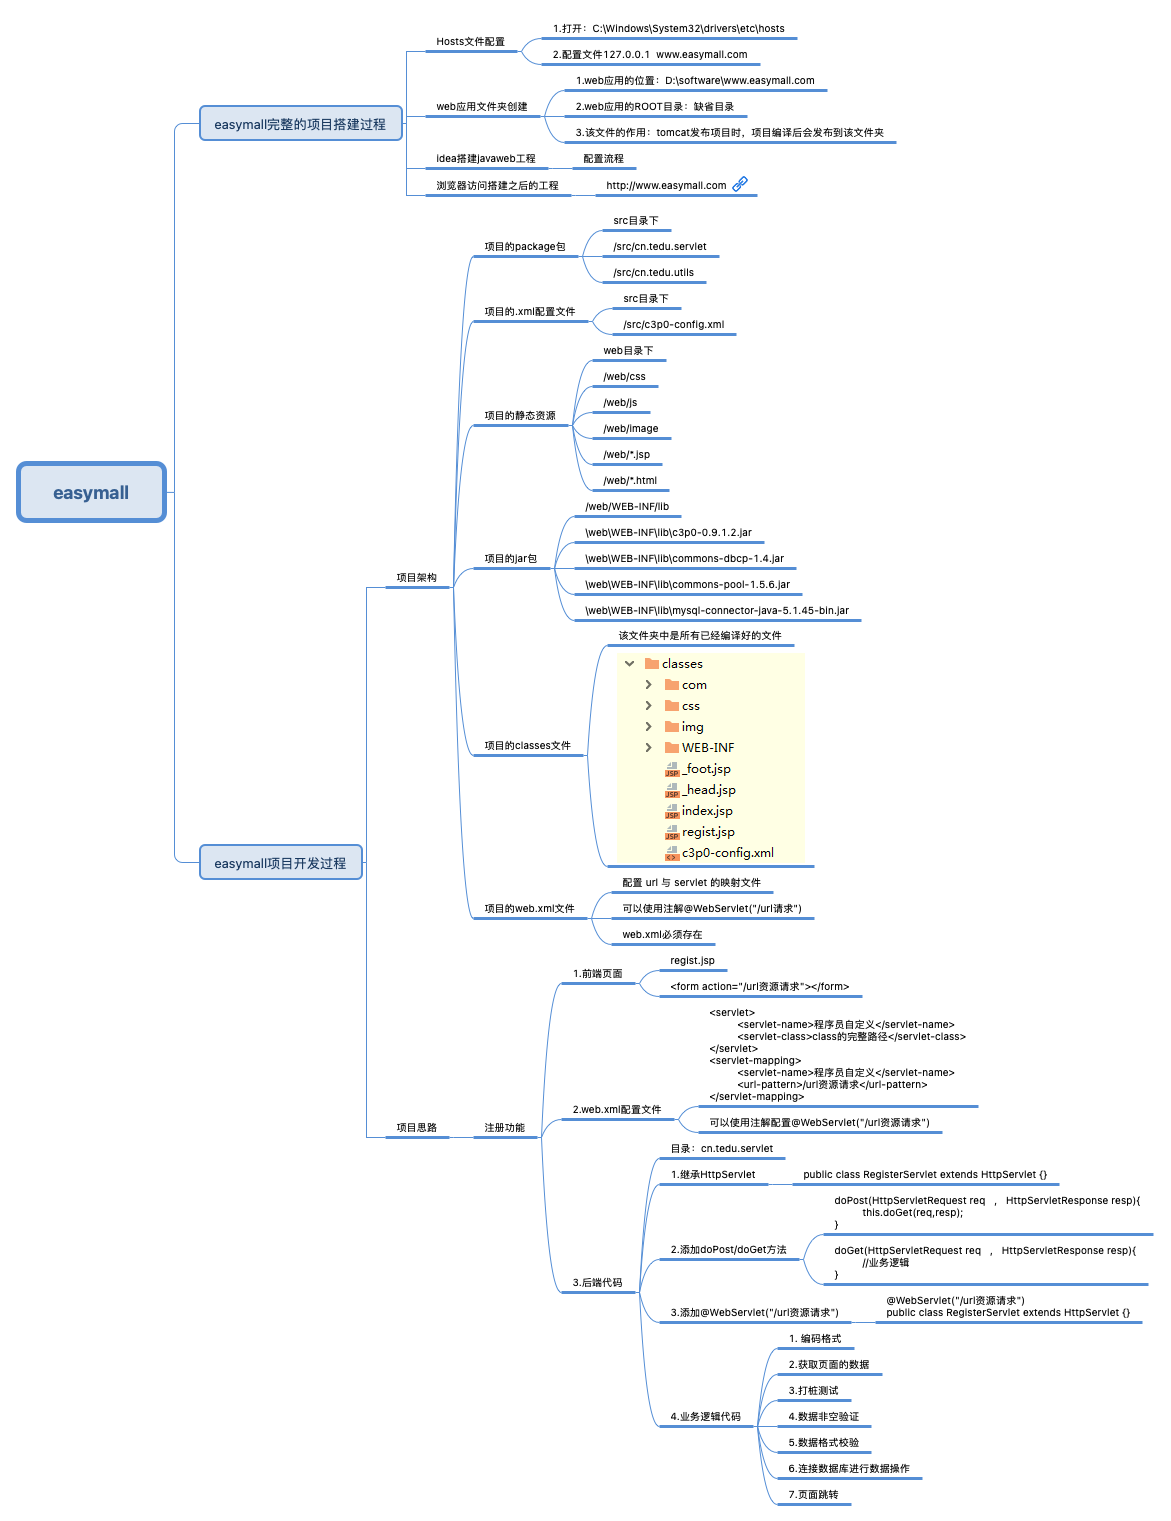 easymall
easymall完整的项目搭建过程
Hosts文件配置
1.打开：C:\Windows\System32\drivers\etc\hosts
2.配置文件127.0.0.1  www.easymall.com
web应用文件夹创建
1.web应用的位置：D:\software\www.easymall.com
2.web应用的ROOT目录：缺省目录
3.该文件的作用：tomcat发布项目时，项目编译后会发布到该文件夹
idea搭建javaweb工程
配置流程
浏览器访问搭建之后的工程
http://www.easymall.com
easymall项目开发过程
项目架构
项目的package包
src目录下
/src/cn.tedu.servlet
/src/cn.tedu.utils
项目的.xml配置文件
src目录下
/src/c3p0-config.xml
项目的静态资源
web目录下
/web/css
/web/js
/web/image
/web/*.jsp
/web/*.html
项目的jar包
/web/WEB-INF/lib
\web\WEB-INF\lib\c3p0-0.9.1.2.jar
\web\WEB-INF\lib\commons-dbcp-1.4.jar
\web\WEB-INF\lib\commons-pool-1.5.6.jar
\web\WEB-INF\lib\mysql-connector-java-5.1.45-bin.jar
项目的classes文件
该文件夹中是所有已经编译好的文件
classes
com
css
img
WEB-INF
_foot.jsp
_head.jsp
index.jsp
regist.jsp
c3p0-config.xml
项目的web.xml文件
配置 url 与 servlet 的映射文件
可以使用注解@WebServlet("/url请求")
web.xml必须存在
项目思路
注册功能
1.前端页面
regist.jsp
<form action="/url资源请求"></form>
2.web.xml配置文件
<servlet>
<servlet-name>程序员自定义</servlet-name>
<servlet-class>class的完整路径</servlet-class>
</servlet>
<servlet-mapping>
<servlet-name>程序员自定义</servlet-name>
<url-pattern>/url资源请求</url-pattern>
</servlet-mapping>
可以使用注解配置@WebServlet("/url资源请求")
3.后端代码
目录：cn.tedu.servlet
1.继承HttpServlet
public class RegisterServlet extends HttpServlet {}
2.添加doPost/doGet方法
doPost(HttpServletRequest req ， HttpServletResponse resp){
this.doGet(req,resp);
}
doGet(HttpServletRequest req ， HttpServletResponse resp){
//业务逻辑
}
3.添加@WebServlet("/url资源请求")
@WebServlet("/url资源请求")
public class RegisterServlet extends HttpServlet {}
4.业务逻辑代码
1. 编码格式
2.获取页面的数据
3.打桩测试
4.数据非空验证
5.数据格式校验
6.连接数据库进行数据操作
7.页面跳转